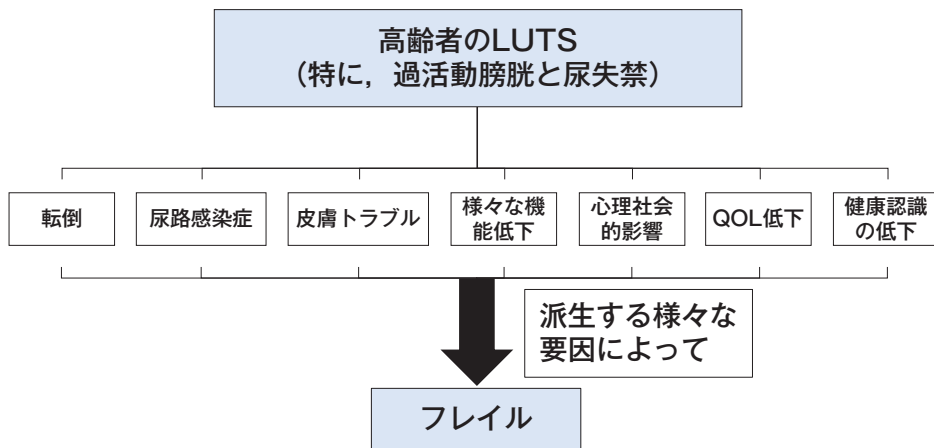 高齢者のLUTS
（特に，過活動膀胱と尿失禁）
転倒
尿路感染症
皮膚トラブル
様々な機
能低下
心理社会
的影響
QOL低下
健康認識
の低下
派生する様々な
要因によって
フレイル